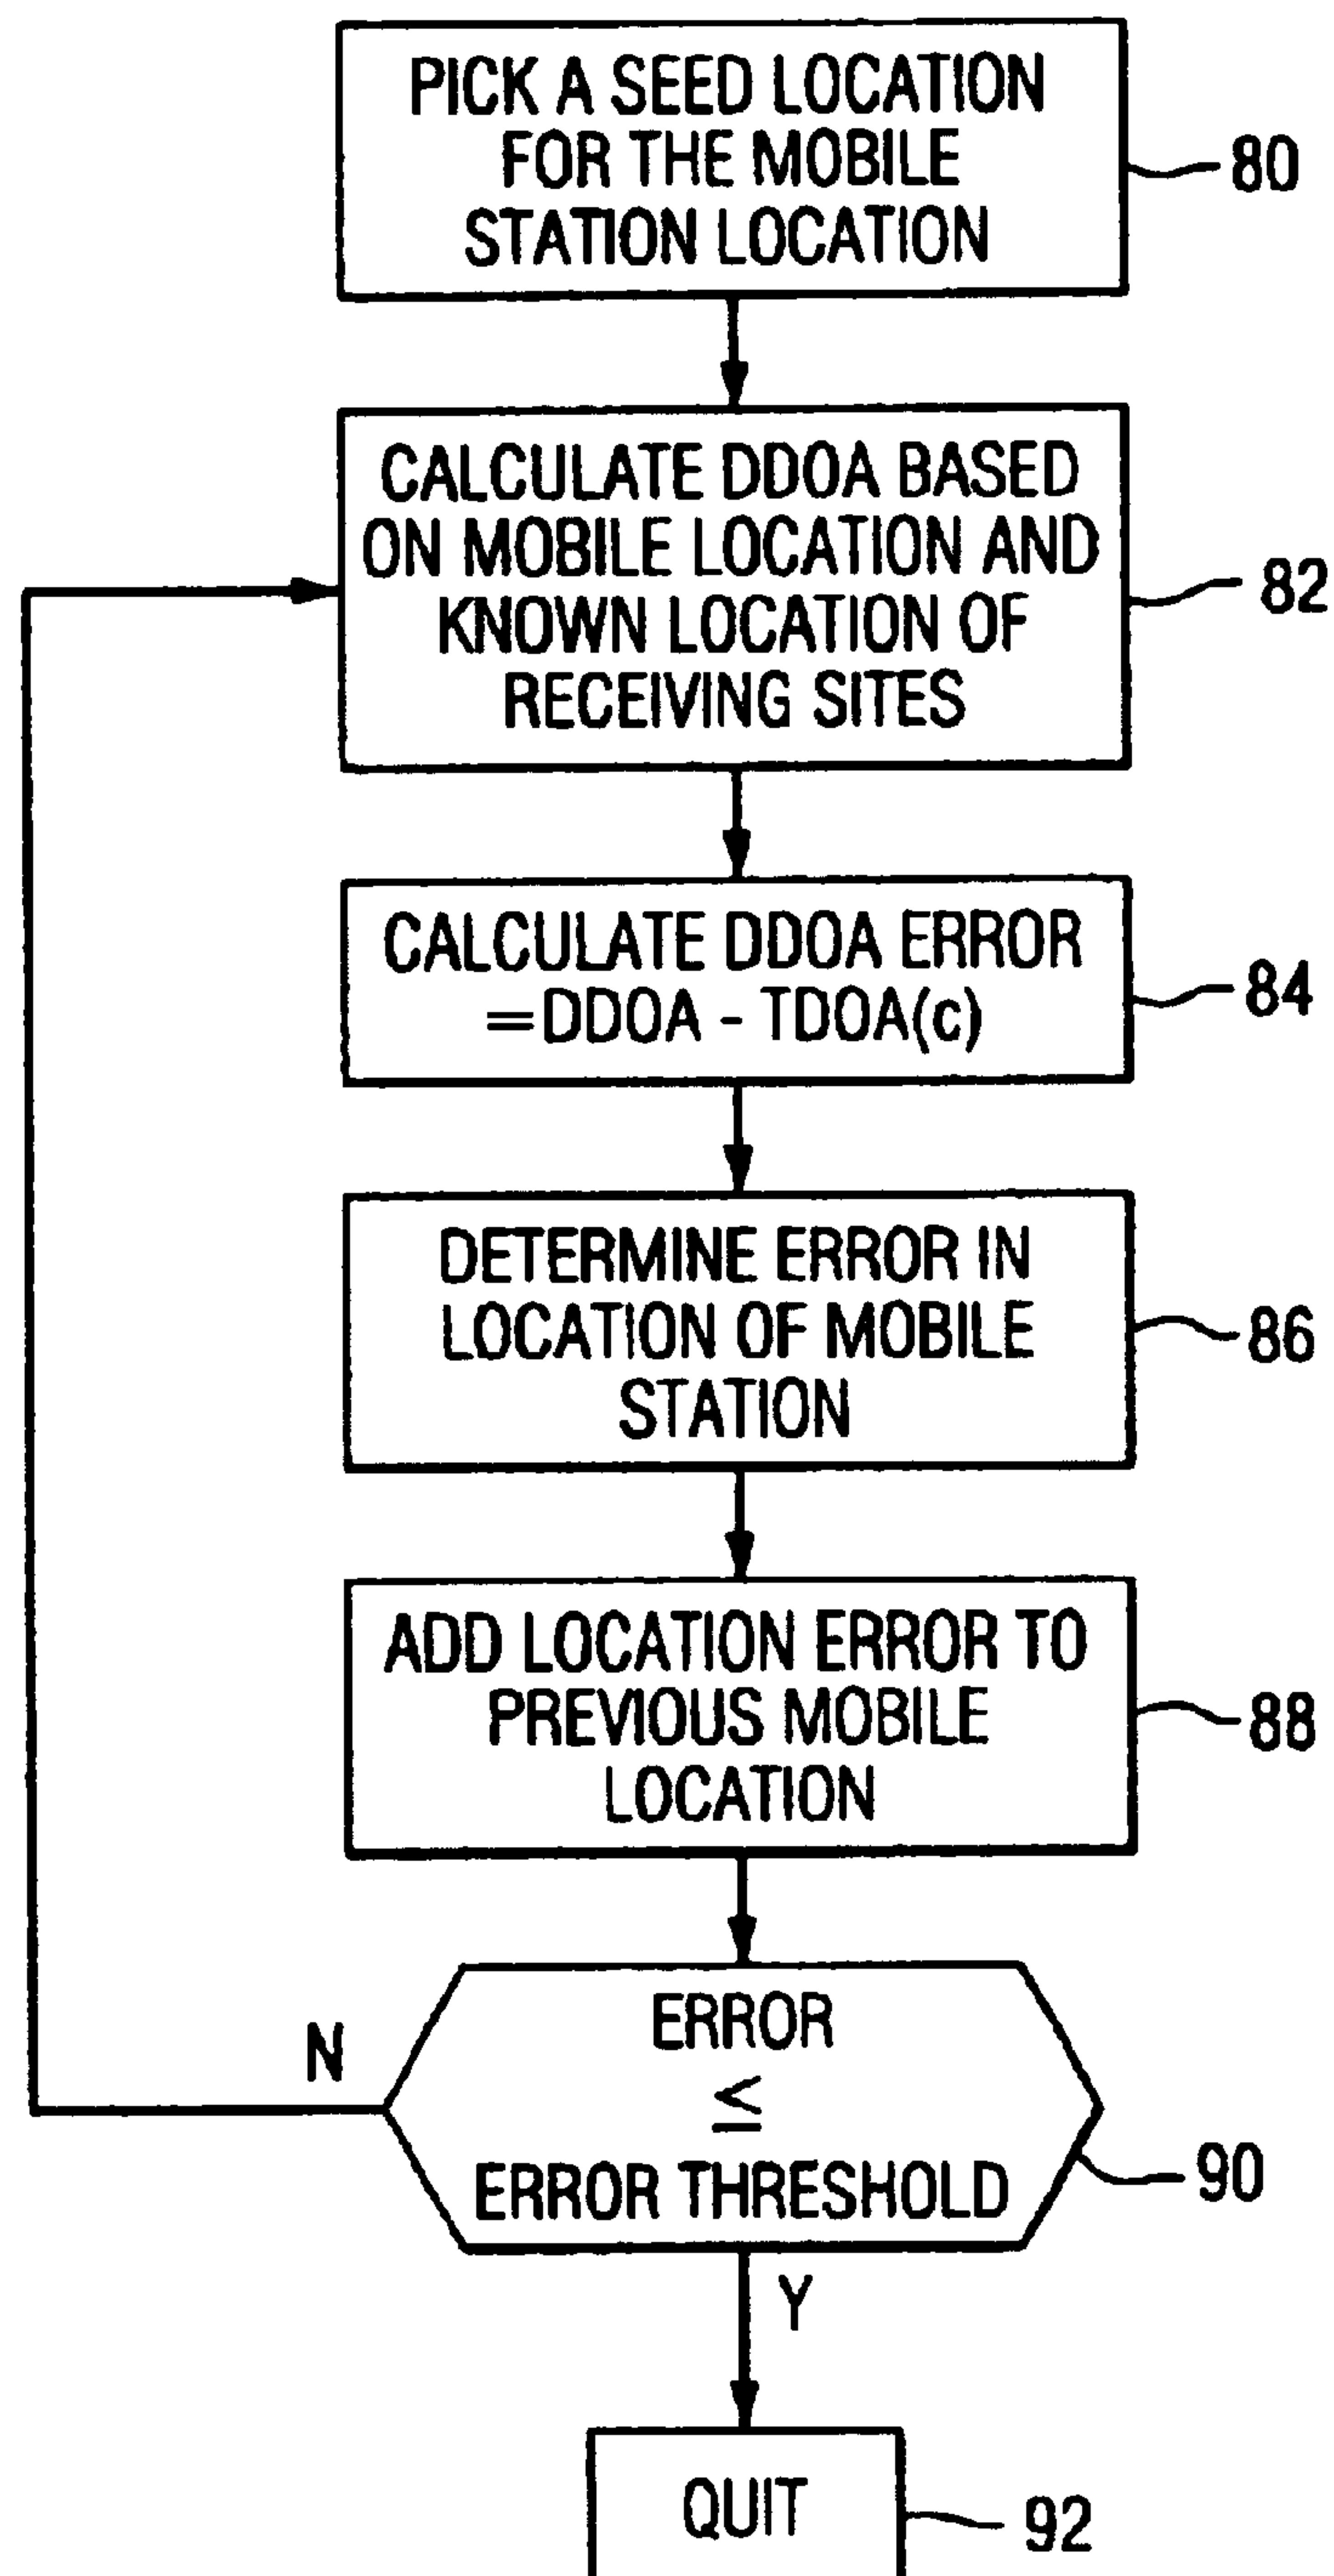 PICK A SEED LOCATION
FOR THE MOBILE
STATION LOCATION
80
CALCULATE DDOA BASED
ON MOBILE LOCATION AND
KNOWN LOCATION OF
RECEIVING SITES
82
CALCULATE DDOA ERROR
=DDOA - TDOA(c)
84
DETERMINE ERROR IN
LOCATION OF MOBILE
STATION
86
ADD LOCATION ERROR TO
PREVIOUS MOBILE
LOCATION
88
N
ERROR
≤
ERROR THRESHOLD
90
Y
QUIT
92